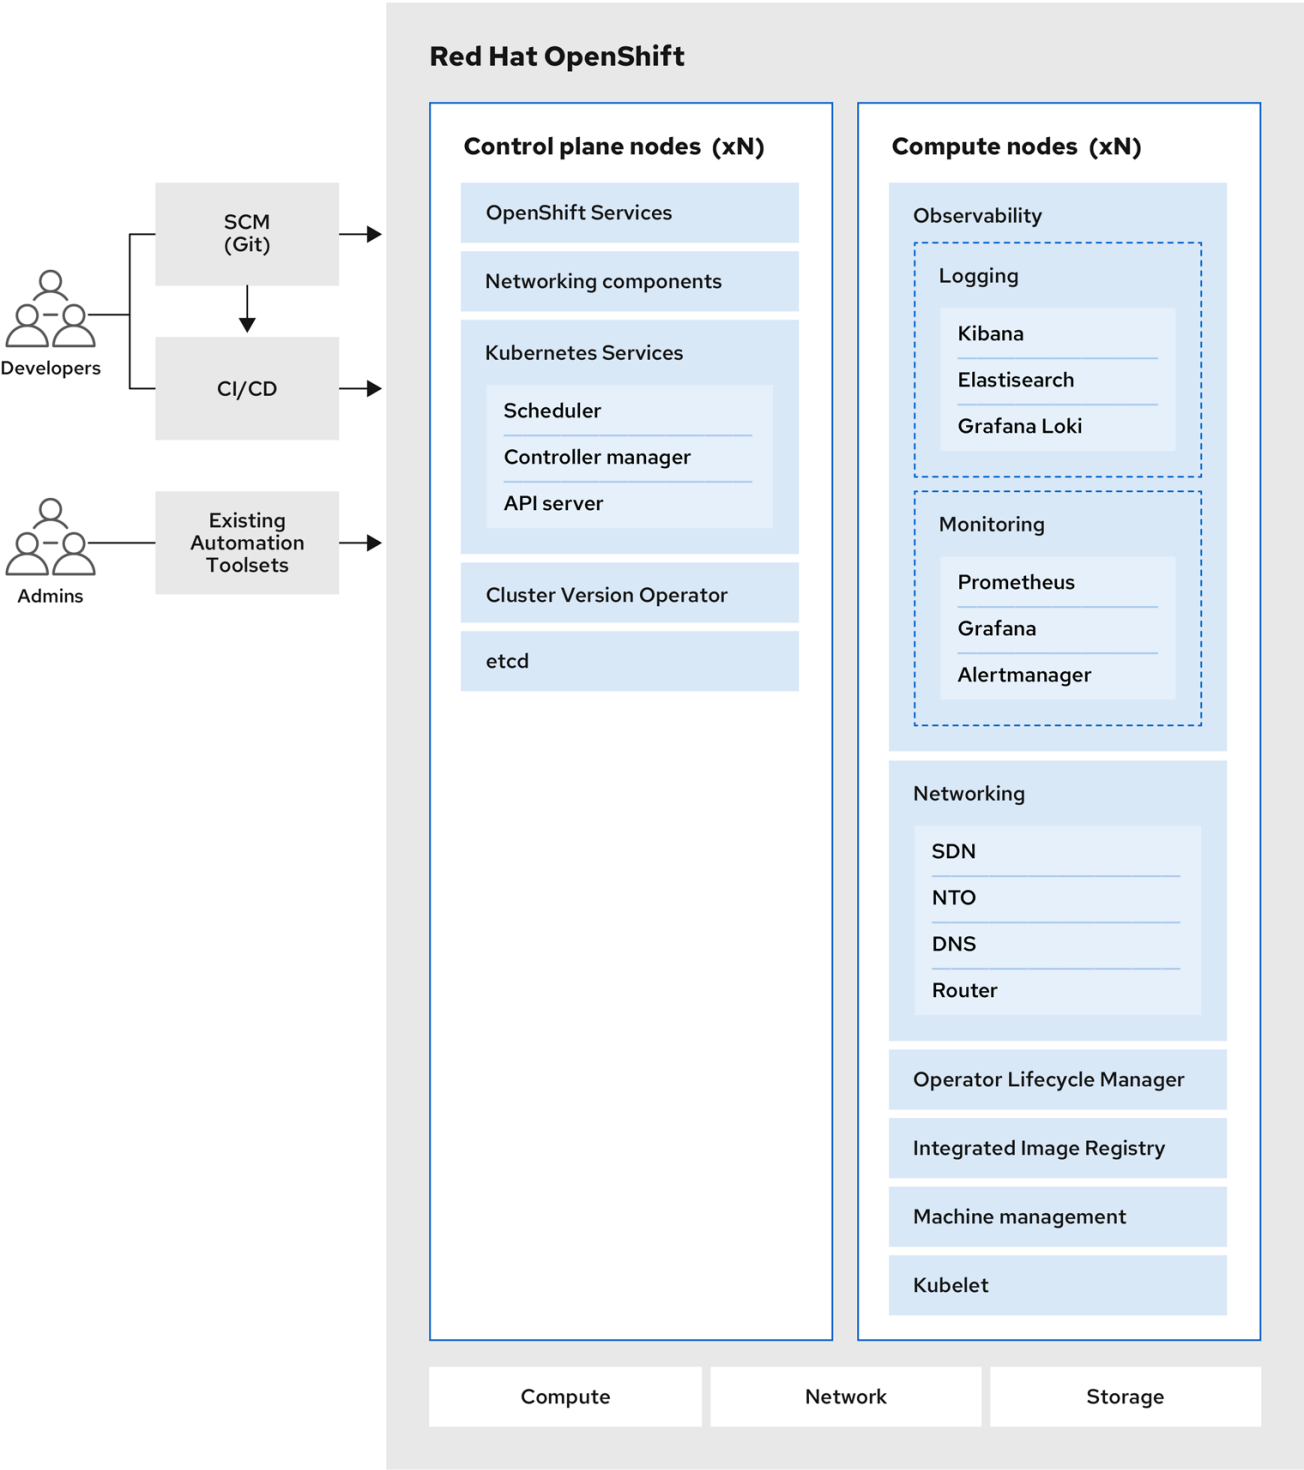 Red Hat OpenShift
SCM
(Git)
CI/CD
Developers
Existing
Automation
Toolsets
Admins
Control plane nodes (xN)
OpenShift Services
Networking components
Kubernetes Services
Scheduler
Controller manager
API server
Cluster Version Operator
etcd
Compute nodes (xN)
Observability
Logging
Kibana
Elastisearch
Grafana Loki
Monitoring
Prometheus
Grafana
Alertmanager
Networking
SDN
NTO
DNS
Router
Operator Lifecycle Manager
Integrated Image Registry
Machine management
Kubelet
Compute
Network
Storage